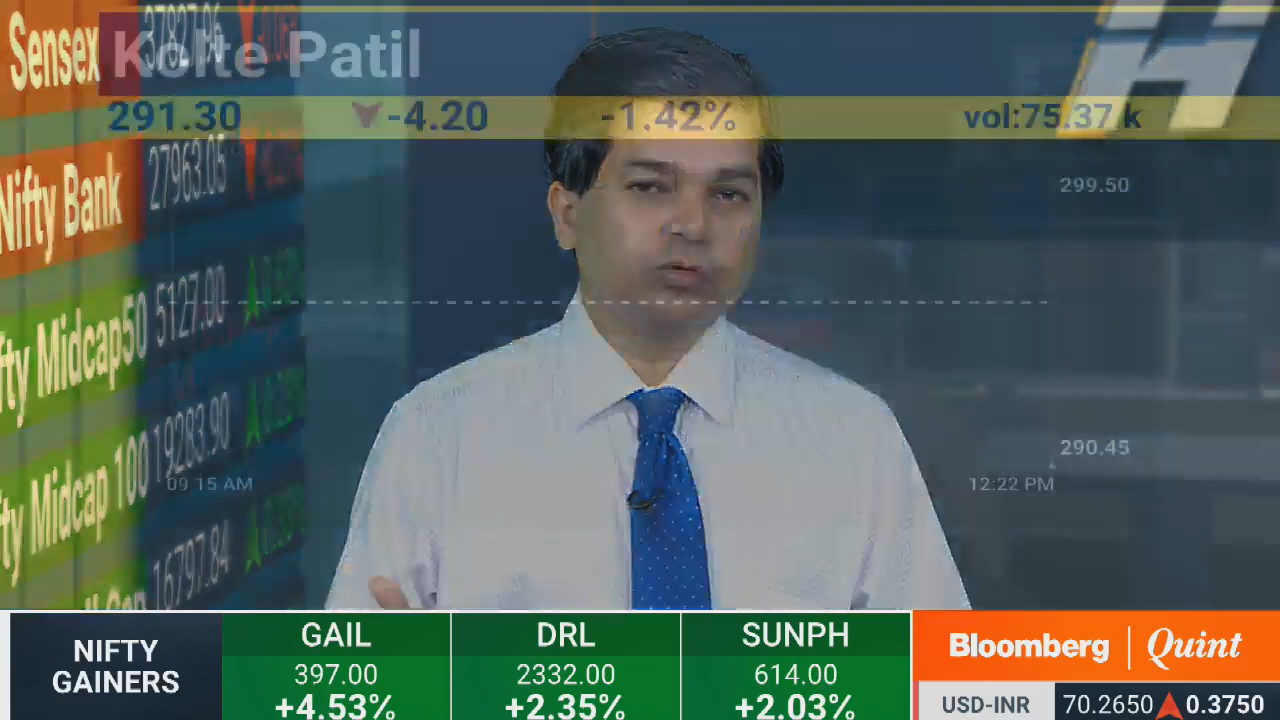 Sensex
Kolte Patil
291.30 -4.20 -1.42% vol:75.37 k
Nifty Bank
27963.05
299.50
5127.00
fty Midcap50
290.45
19283.90
fty Midcap 100
09 15 AM 12:22 PM
16797.84
NIFTY
GAINERS
GAIL
397.00
+4.53%
DRL
2332.00
+2.35%
SUNPH
614.00
+2.03%
Bloomberg | Quint
USD-INR 70.2650 0.3750